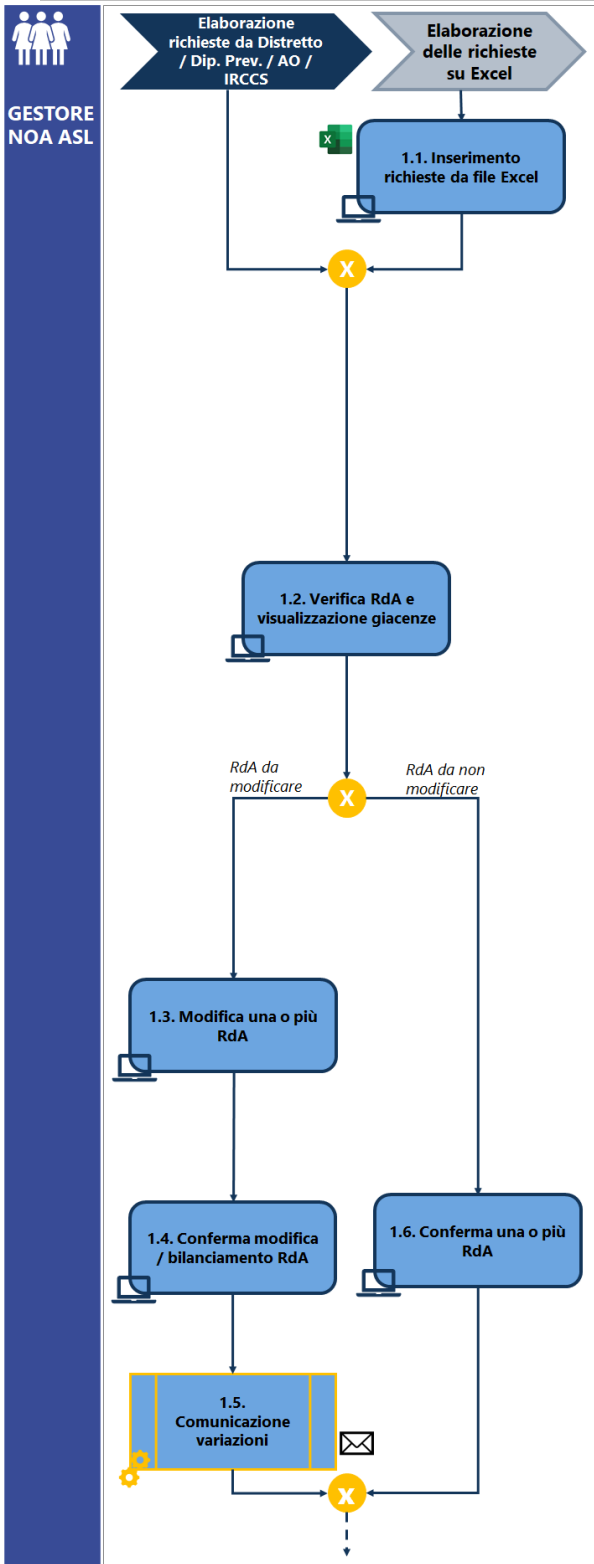 GESTORE
NOA ASL
Elaborazione
richieste da Distretto
/ Dip. Prev. / AO /
IRCCS
Elaborazione
delle richieste
su Excel
X
1.1. Inserimento
richieste da file Excel
X
1.2. Verifica RdA e
visualizzazione giacenze
RdA da
modificare
X
RdA da non
modificare
1.3. Modifica una o più
RdA
1.4. Conferma modifica
/ bilanciamento RdA
1.6. Conferma una o più
RdA
1.5.
Comunicazione
variazioni
X